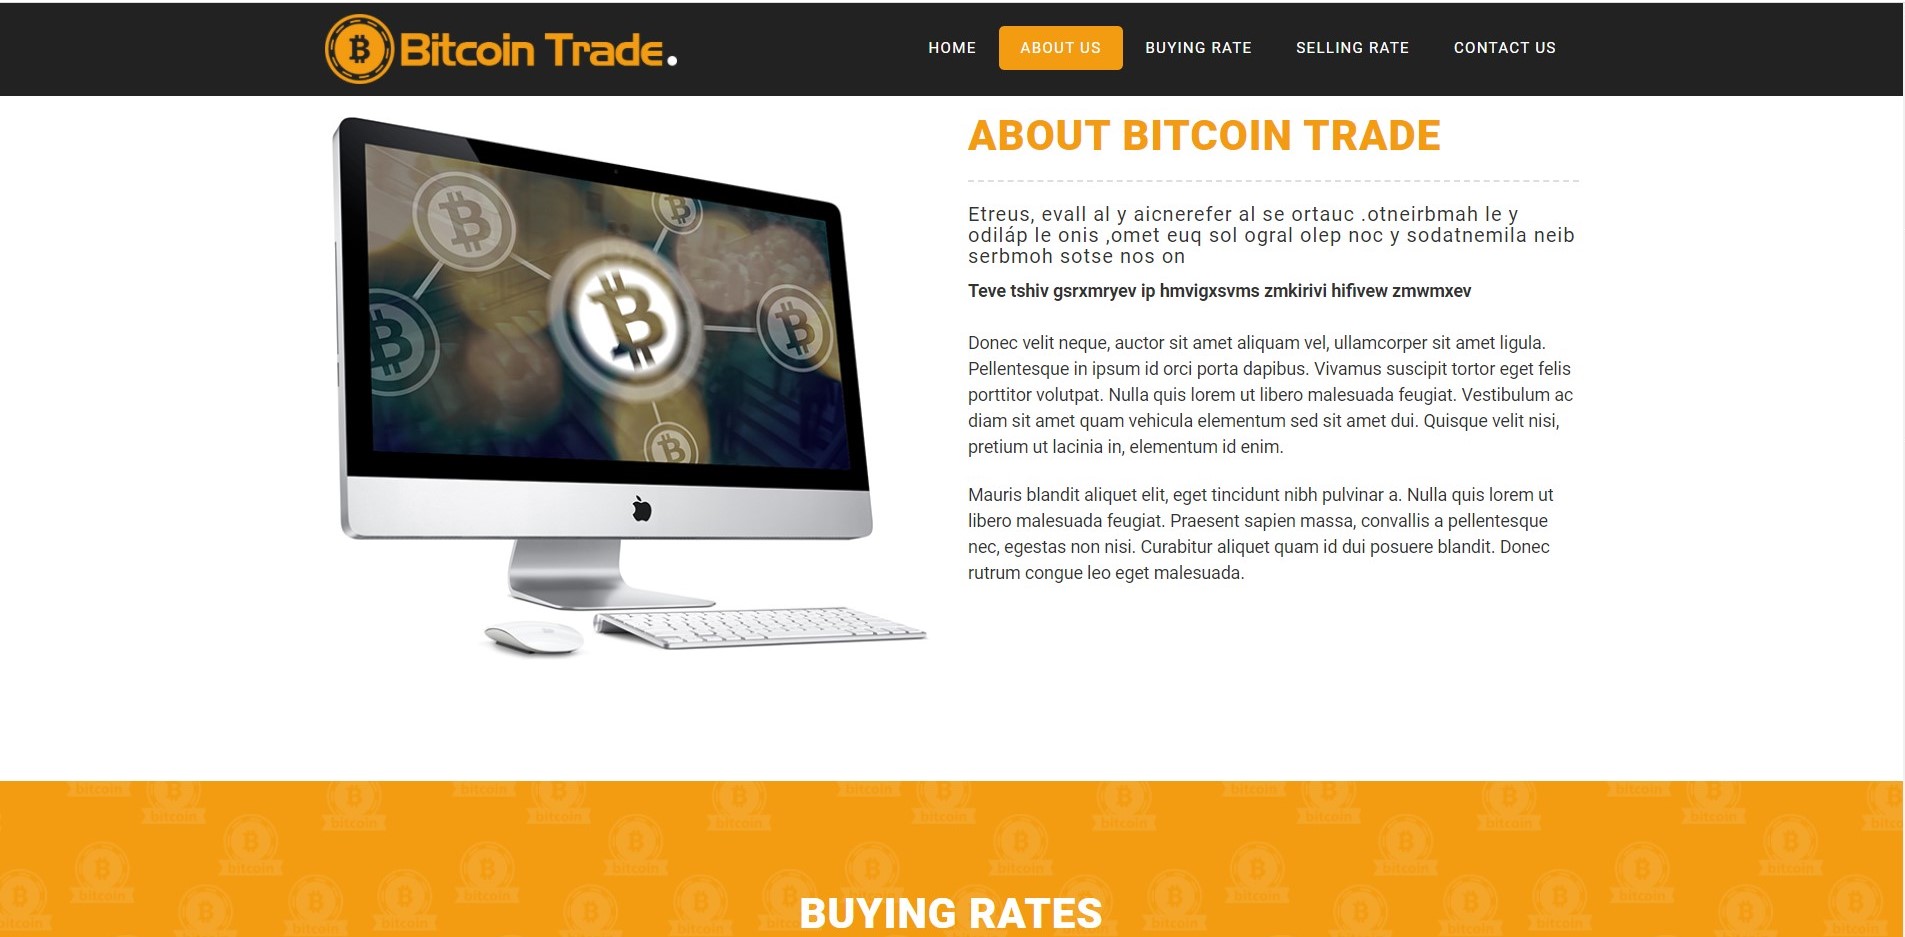 Bitcoin Trade.
HOME
ABOUT US
BUYING RATE
SELLING RATE
CONTACT US
ABOUT BITCOIN TRADE
Etreus, evall al y aicnerefer al se ortauc .otneirbmah le y
odiláp le onis ,omet euq sol ogral olep noc y sodatnemila neib
serbmoh sotse nos on
Teve tshiv gsrxmryev ip hmvigxsvms zmkirivi hifivew zmwmxev
Donec velit neque, auctor sit amet aliquam vel, ullamcorper sit amet ligula.
Pellentesque in ipsum id orci porta dapibus. Vivamus suscipit tortor eget felis
porttitor volutpat. Nulla quis lorem ut libero malesuada feugiat. Vestibulum ac
diam sit amet quam vehicula elementum sed sit amet dui. Quisque velit nisi,
pretium ut lacinia in, elementum id enim.
Mauris blandit aliquet elit, eget tincidunt nibh pulvinar a. Nulla quis lorem ut
libero malesuada feugiat. Praesent sapien massa, convallis a pellentesque
nec, egestas non nisi. Curabitur aliquet quam id dui posuere blandit. Donec
rutrum congue leo eget malesuada.
BUYING RATES